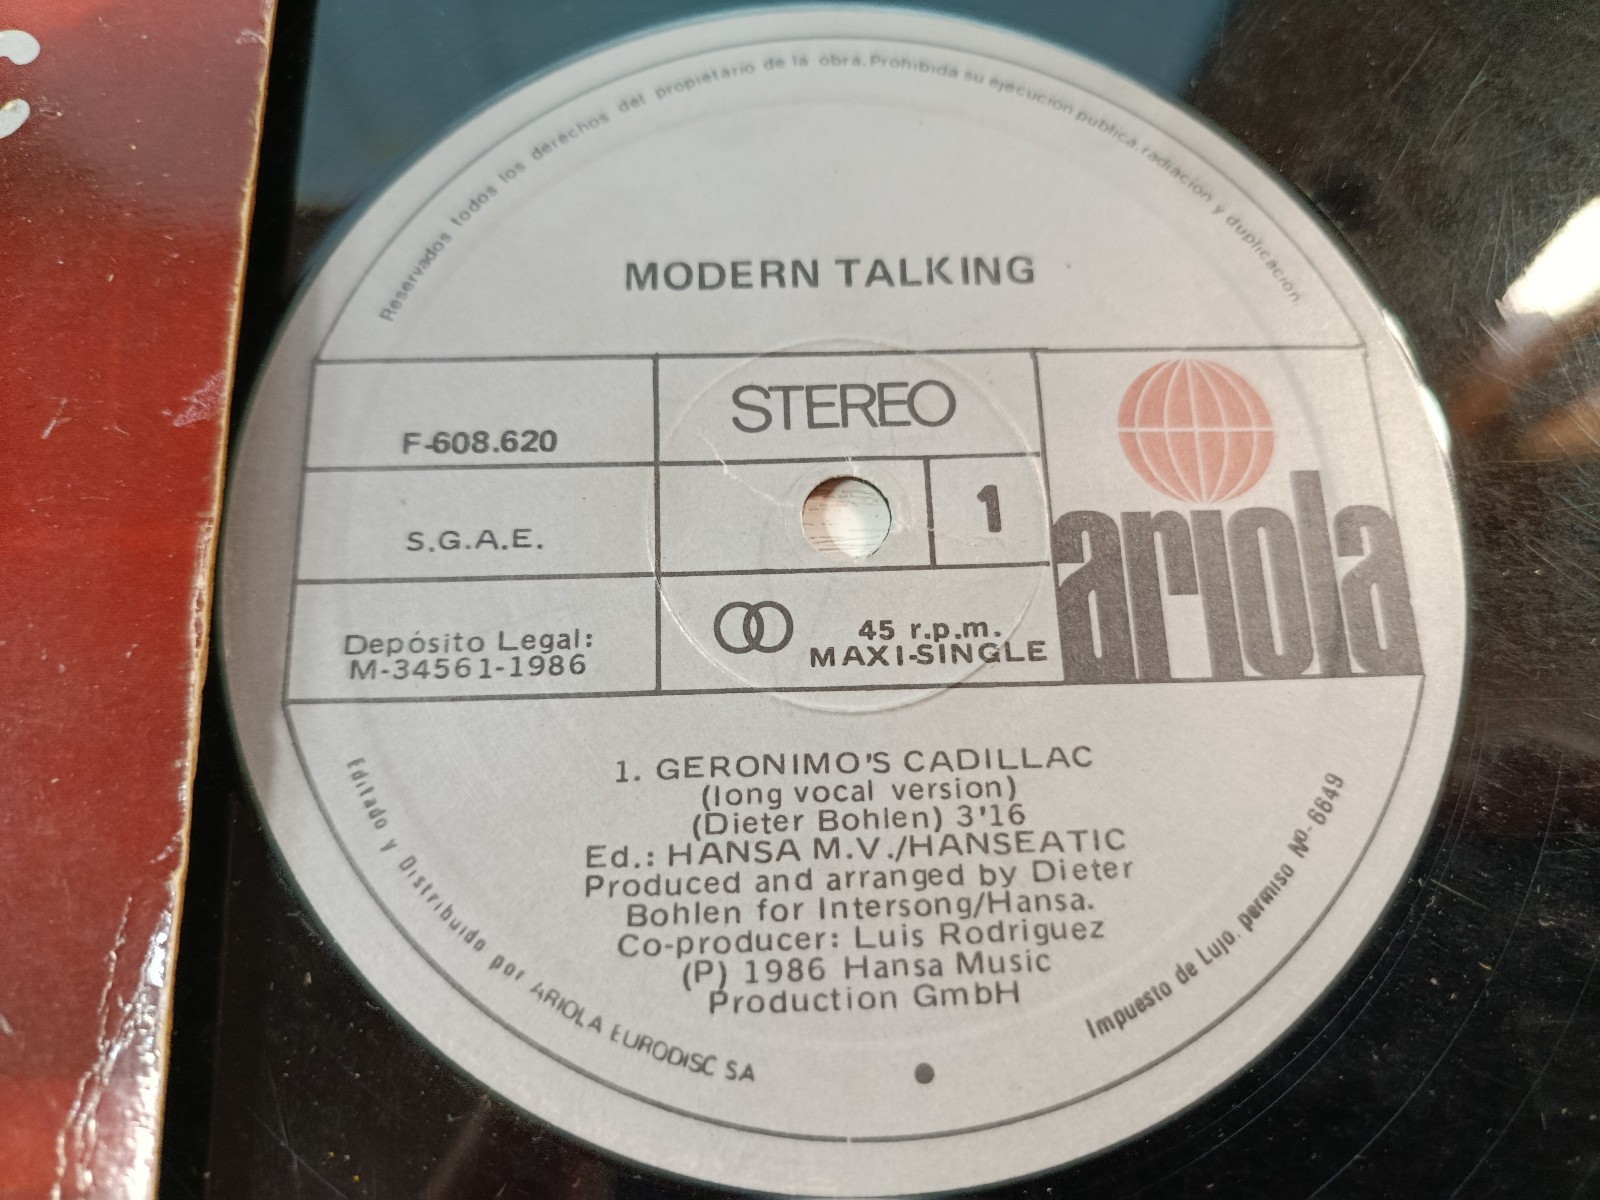 Reservados todos los derechos del propietario de la obra. Prohibida su ejecución publica, radiación y duplicación.
MODERN TALKING
F-608.620
STEREO
S.G.A.E.
1
ariola
Depósito Legal:
M-34561-1986
45 r.p.m.
MAXI-SINGLE
1. GERONIMO'S CADILLAC
(long vocal version)
(Dieter Bohlen) 3'16
Ed.: HANSA M.V./HANSEATIC
Produced and arranged by Dieter
Bohlen for Intersong/Hansa.
Co-producer: Luis Rodriguez
(P) 1986 Hansa Music
Production GmbH
Editado y Distribuido por ARIOLA EURODISC SA
Impuesto de Lujo. permiso Nº- 6649